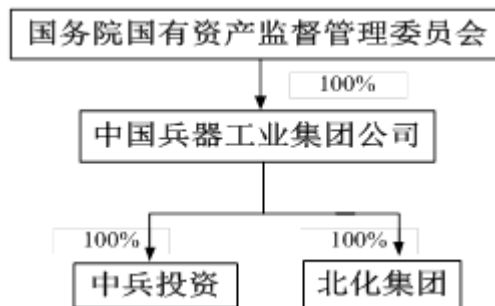 国务院国有资产监督管理委员会
100%
中国兵器工业集团公司
100% 100%
中兵投资 北化集团